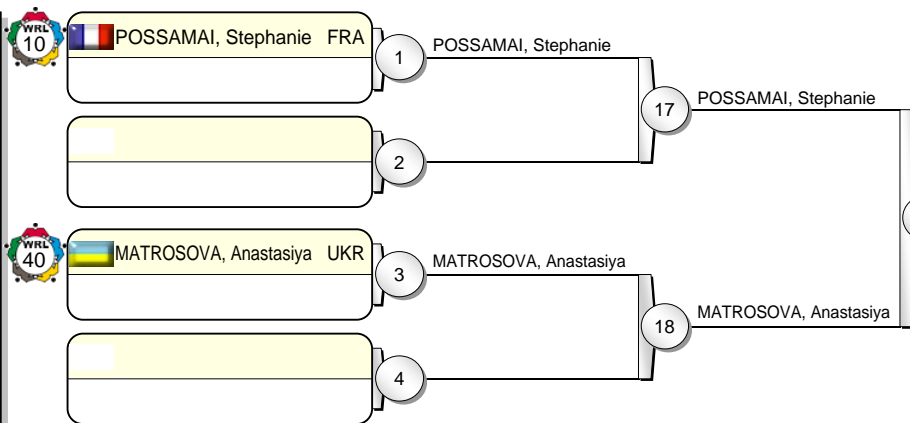 WRL
10
POSSAMAI, Stephanie FRA
1
POSSAMAI, Stephanie
17
POSSAMAI, Stephanie
2
WRL
40
MATROSOVA, Anastasiya UKR
3
MATROSOVA, Anastasiya
18
MATROSOVA, Anastasiya
4